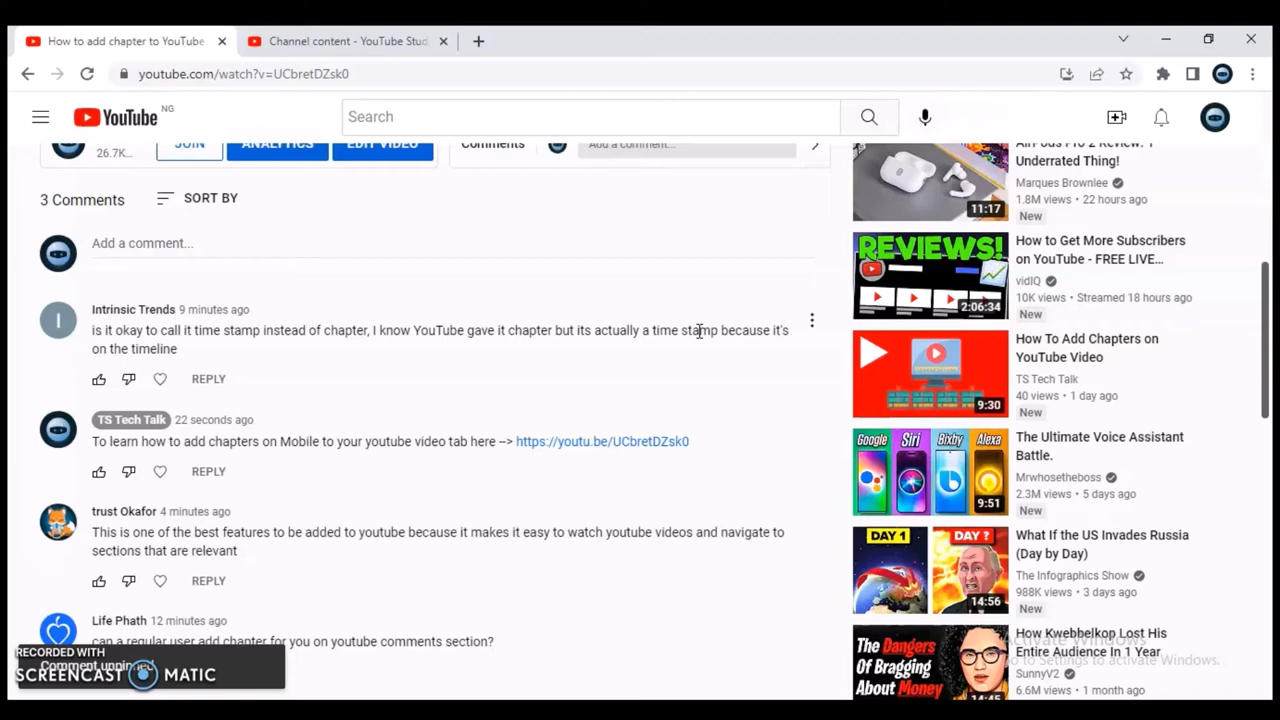 How to add chapter to YouTube
Channel content - YouTube Stud
youtube.com/watch?v=UCbretDZsk0
YouTube NG
Search
26.7K...
JOIN
ANALYTICS
EDIT VIDEO
Comments
Add a comment...
3 Comments
SORT BY
Add a comment...
Intrinsic Trends 9 minutes ago
is it okay to call it time stamp instead of chapter, I know YouTube gave it chapter but its actually a time stamp because it's
on the timeline
REPLY
TS Tech Talk 22 seconds ago
To learn how to add chapters on Mobile to your youtube video tab here --> https://youtu.be/UCbretDZsk0
REPLY
trust Okafor 4 minutes ago
This is one of the best features to be added to youtube because it makes it easy to watch youtube videos and navigate to
sections that are relevant
REPLY
Life Phath 12 minutes ago
can a regular user add chapter for you on youtube comments section?
RECORDED WITH
Comment unpinned
SCREENCAST MATIC
AirPods Pro 2 Review: 1
Underrated Thing!
Marques Brownlee
1.8M views • 22 hours ago
New
11:17
How to Get More Subscribers
on YouTube - FREE LIVE...
vidIQ
10K views • Streamed 18 hours ago
New
REVIEWS!
2:06:34
How To Add Chapters on
YouTube Video
TS Tech Talk
40 views • 1 day ago
New
9:30
The Ultimate Voice Assistant
Battle.
Mrwhosetheboss
2.3M views • 5 days ago
New
Google Siri Bixby Alexa
9:51
What If the US Invades Russia
(Day by Day)
The Infographics Show
988K views • 3 days ago
New
DAY 1
DAY ?
14:56
How Kwebbelkop Lost His
Entire Audience In 1 Year
SunnyV2
6.6M views • 1 month ago
The Dangers
Of Bragging
About Money
14:45
Activate Windows
Go to Settings to activate Windows.